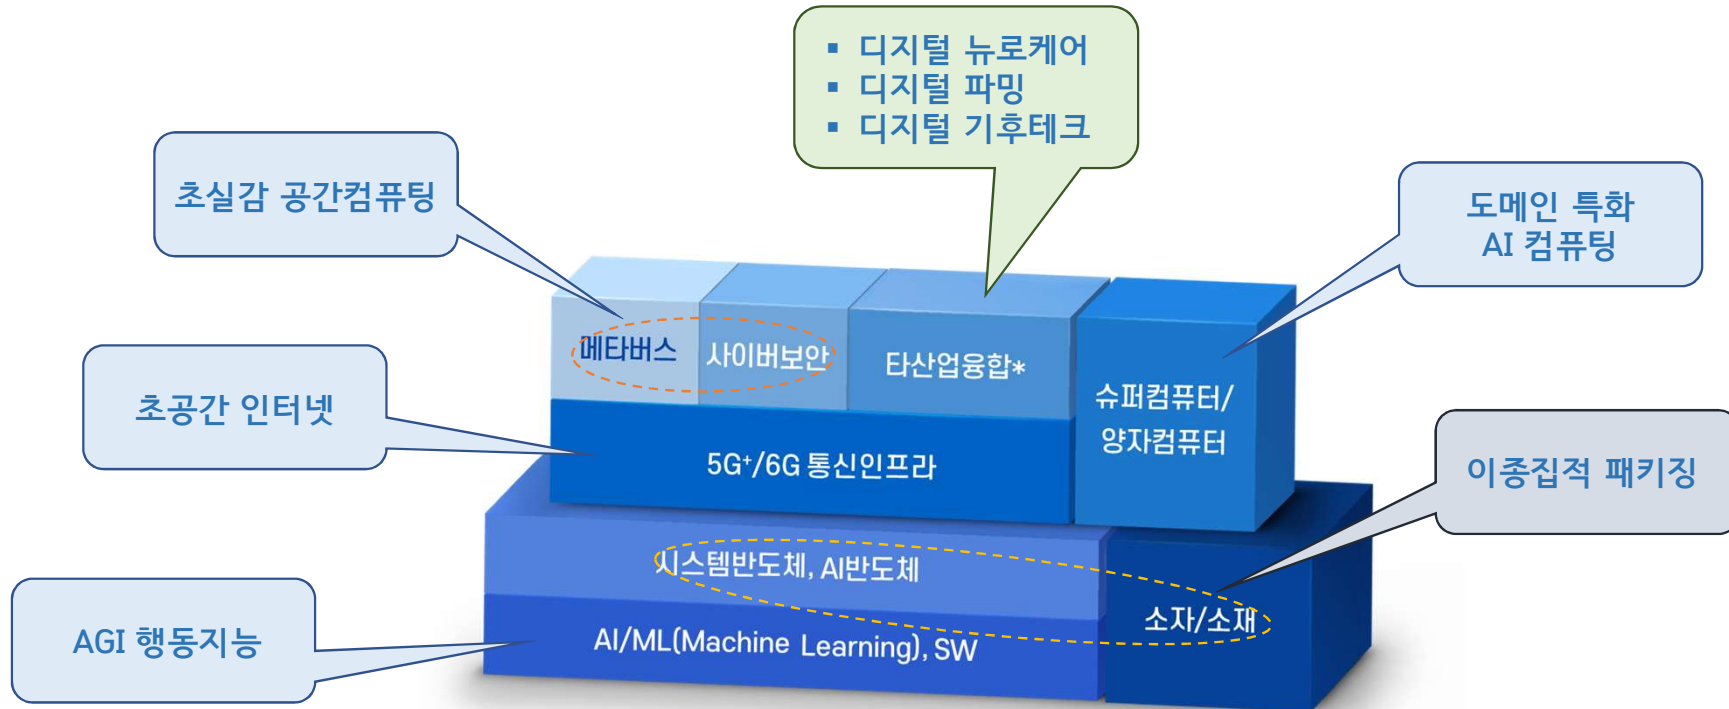 ▪ 디지털 뉴로케어
▪ 디지털 파밍
▪ 디지털 기후테크
초실감 공간컴퓨팅
도메인 특화
AI 컴퓨팅
메타버스
사이버보안
타산업융합*
슈퍼컴퓨터/
양자컴퓨터
초공간 인터넷
5G⁺/6G 통신인프라
이종집적 패키징
시스템반도체, AI반도체
소자/소재
AGI 행동지능
AI/ML(Machine Learning), SW